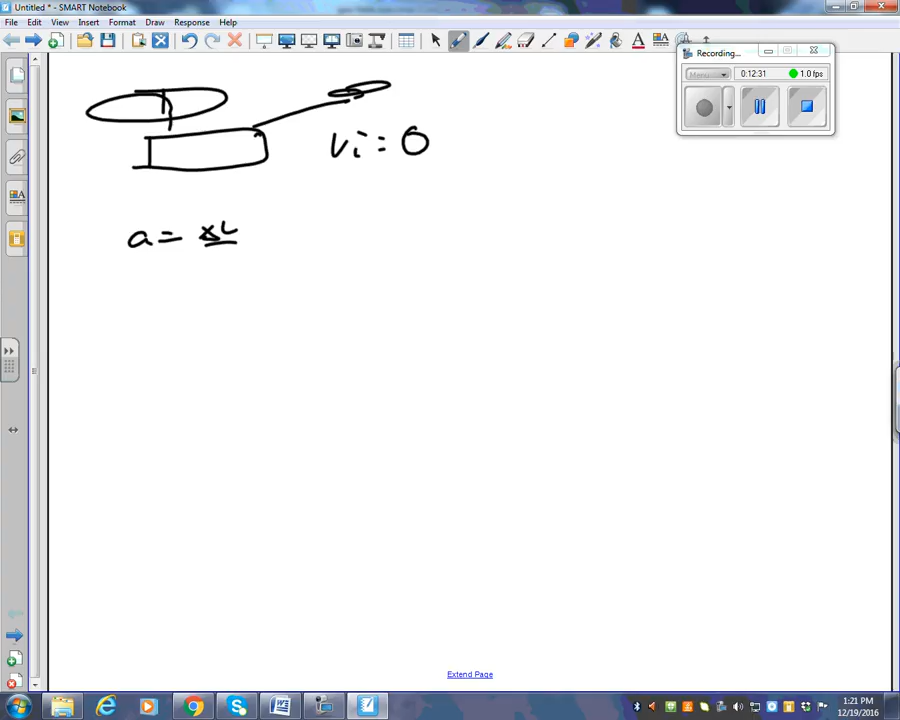 Untitled * - SMART Notebook
File Edit View Insert Format Draw Response Help
Recording...
Menu 0:12:31 1.0 fps
vi = 0
a =
Extend Page
1:21 PM
12/19/2016